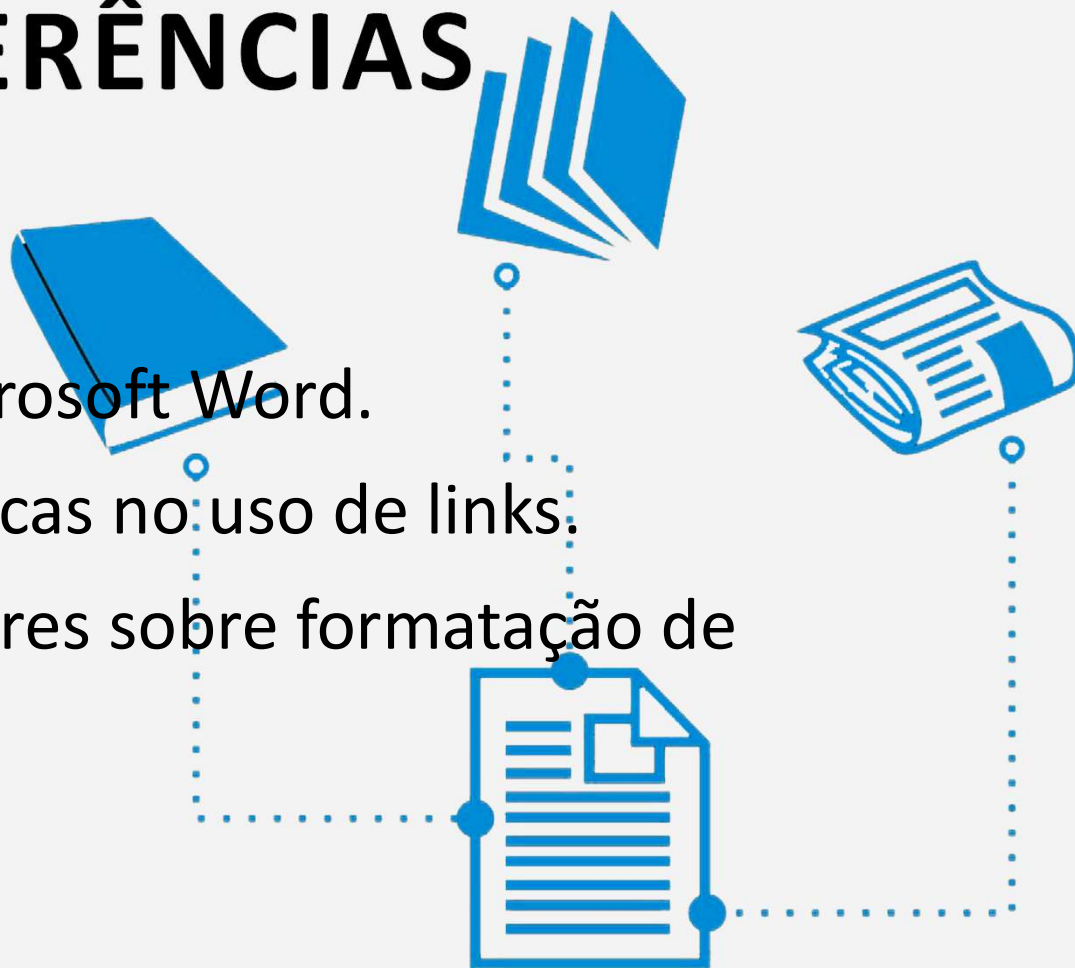 ERÊNCIAS
rosoft Word.
cas no uso de links.
res sobre formatação de